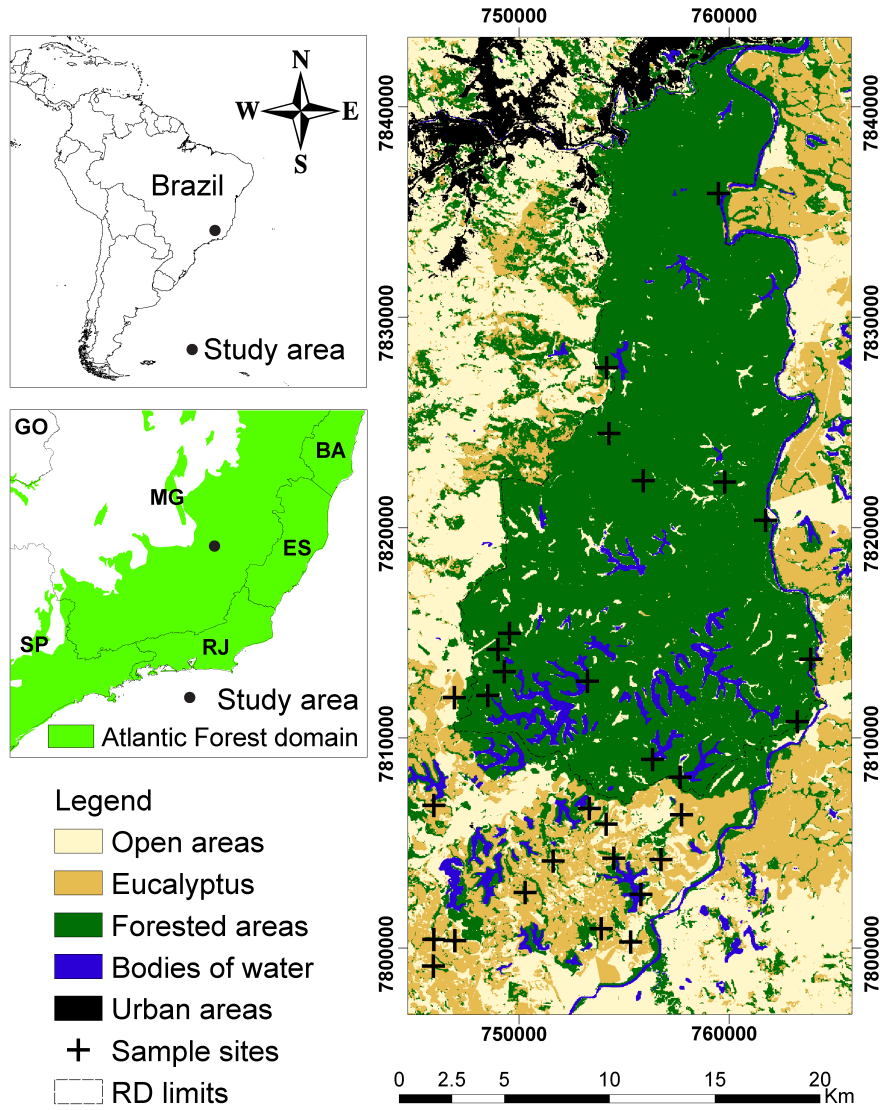 N
W E
S
Brazil
Study area
GO
BA
MG
ES
SP
RJ
Study area
Atlantic Forest domain
Legend
Open areas
Eucalyptus
Forested areas
Bodies of water
Urban areas
Sample sites
RD limits
750000 760000
7840000 7840000
7830000 7830000
7820000 7820000
7810000 7810000
7800000 7800000
750000 760000
0 2.5 5 10 15 20
Km